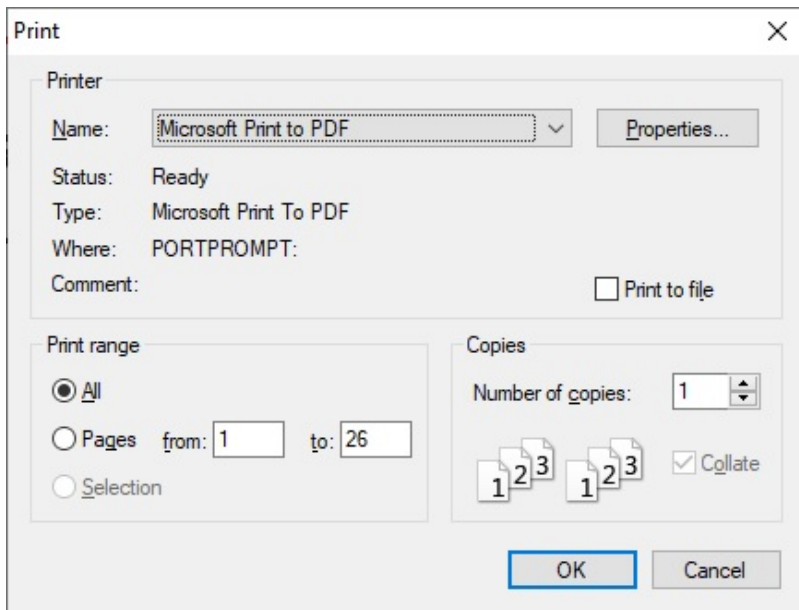 Print
Printer
Name: Microsoft Print to PDF Properties...
Status: Ready
Type: Microsoft Print To PDF
Where: PORTPROMPT:
Comment: Print to file
Print range
All
Pages from: 1 to: 26
Selection
Copies
Number of copies: 1
1 2 3 1 2 3 Collate
OK Cancel